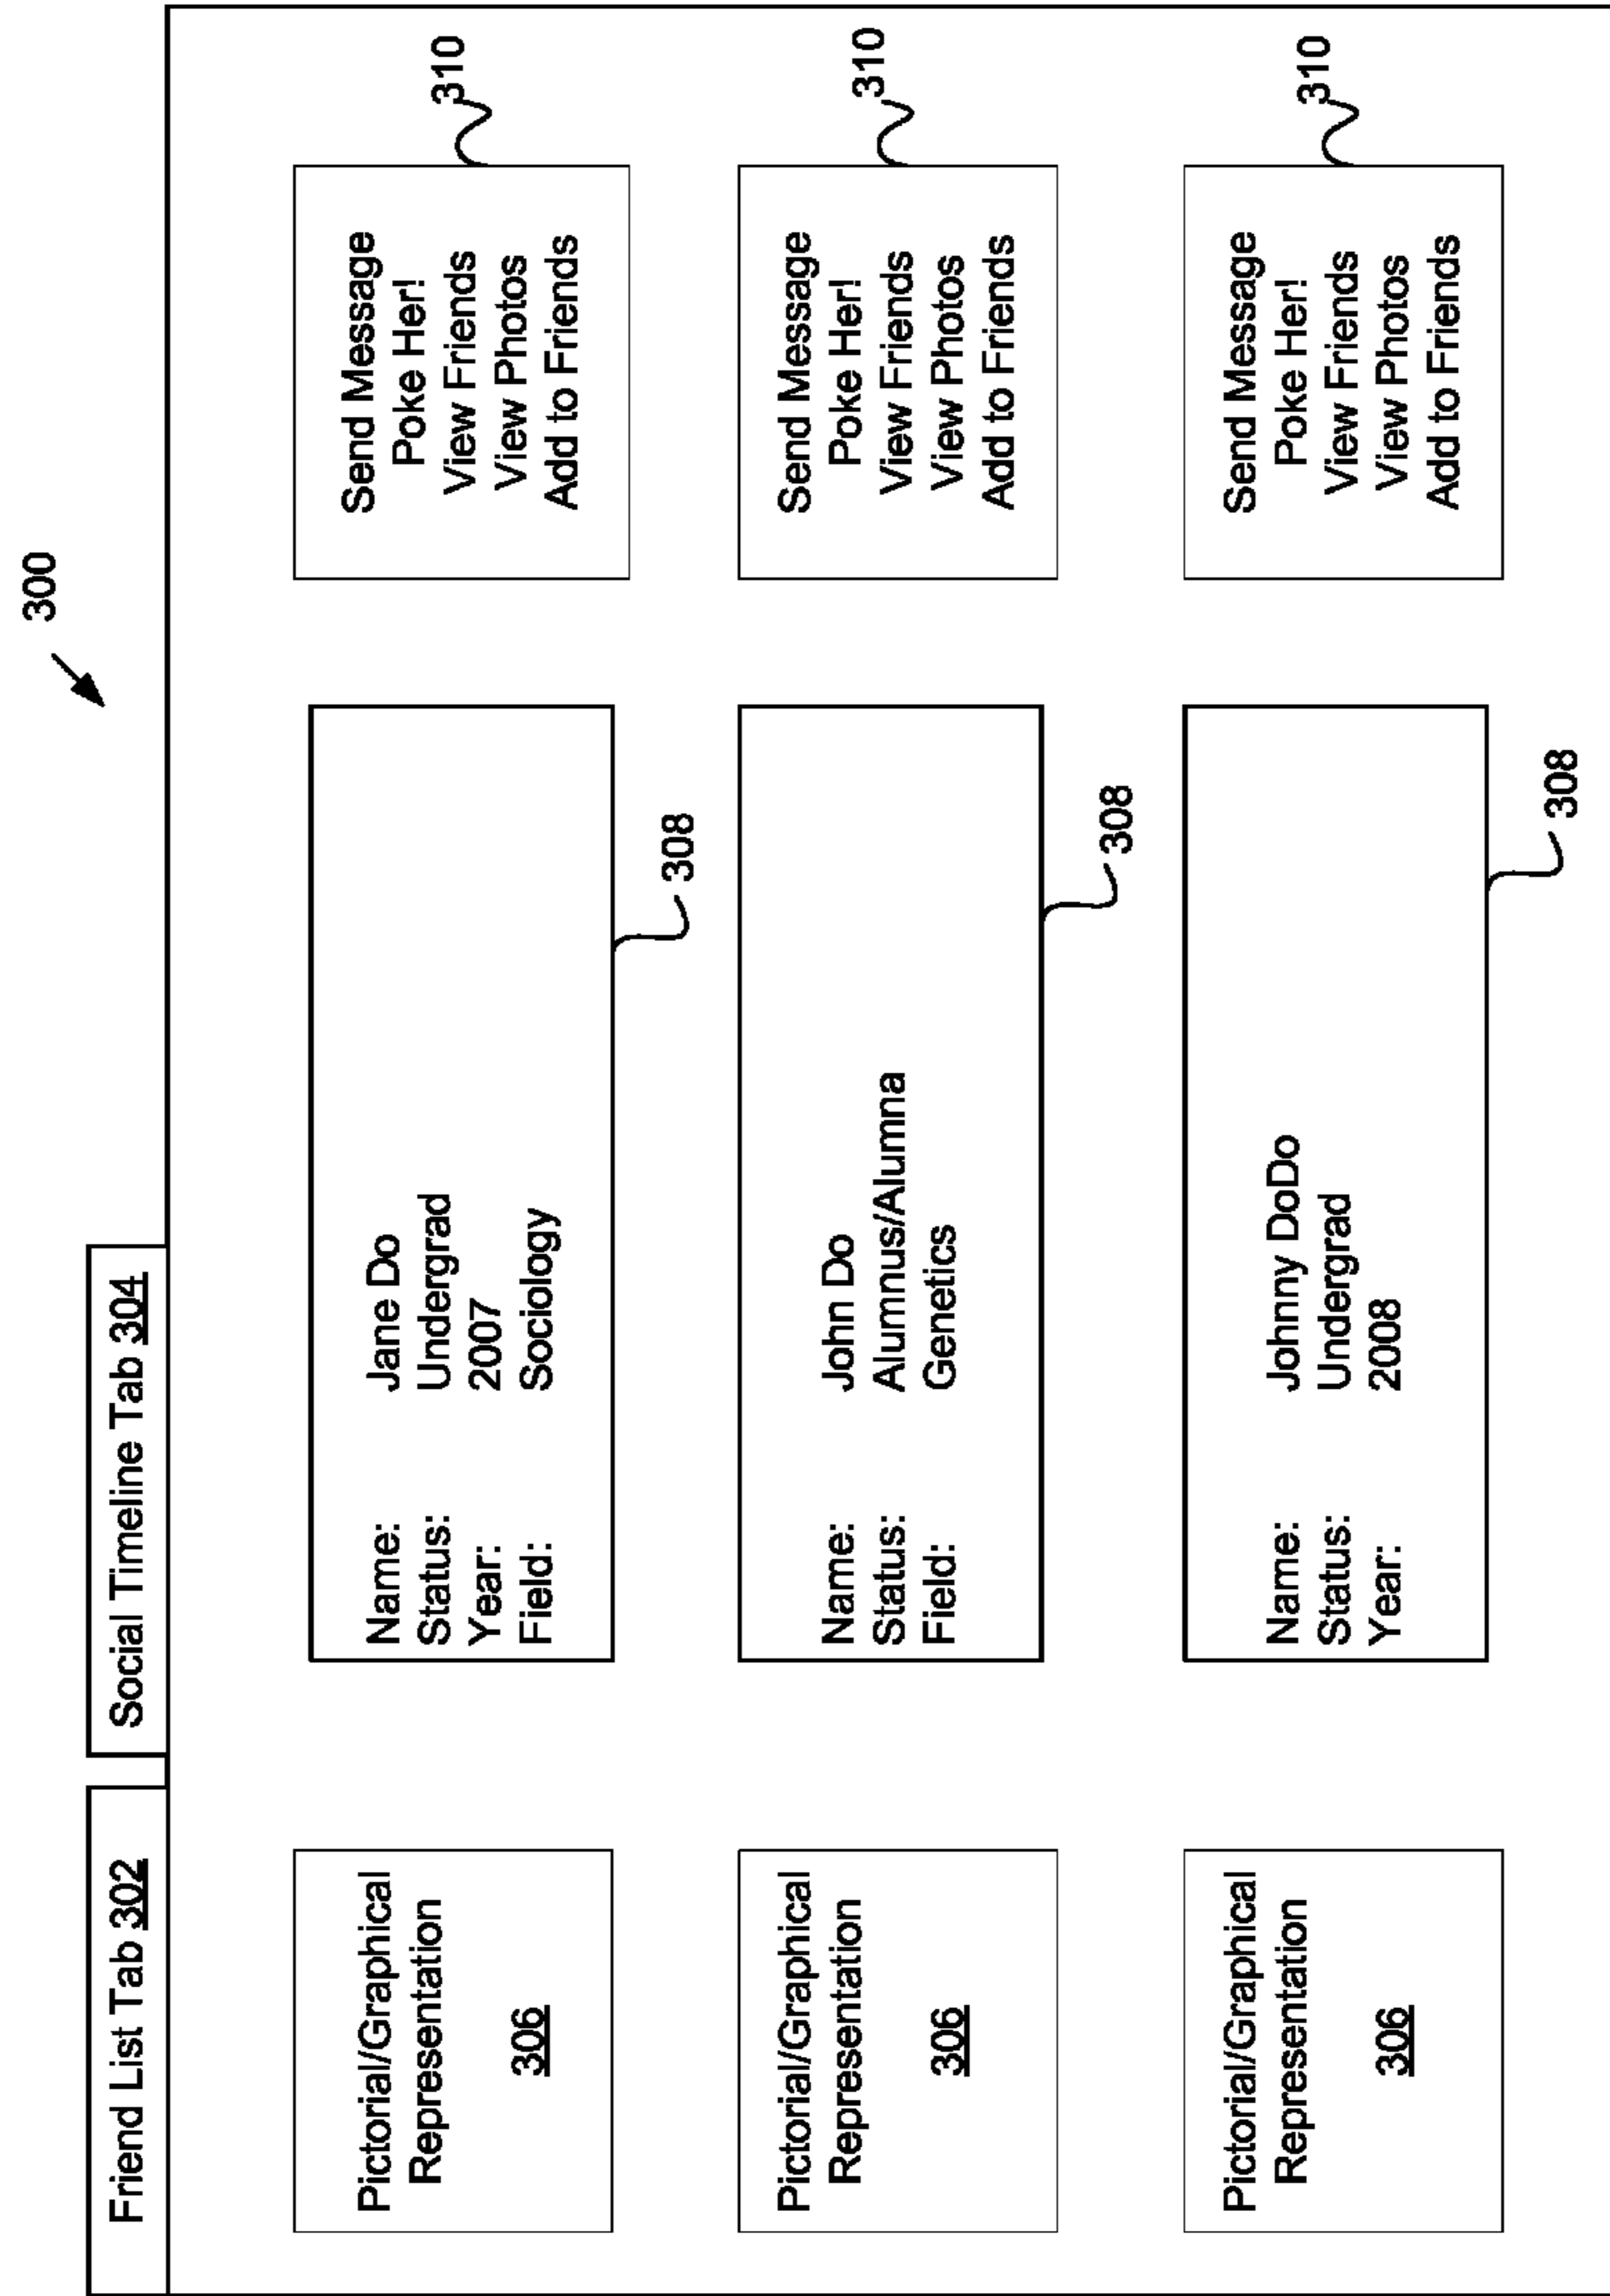 300
Friend List Tab 302
Social Timeline Tab 304
Pictorial/Graphical
Representation
306
Name: Jane Do
Status: Undergrad
Year: 2007
Field: Sociology
308
Send Message
Poke Her!
View Friends
View Photos
Add to Friends
310
Pictorial/Graphical
Representation
306
Name: John Do
Status: Alumnus/Alumna
Field: Genetics
308
Send Message
Poke Her!
View Friends
View Photos
Add to Friends
310
Pictorial/Graphical
Representation
306
Name: Johnny DoDo
Status: Undergrad
Year: 2008
308
Send Message
Poke Her!
View Friends
View Photos
Add to Friends
310